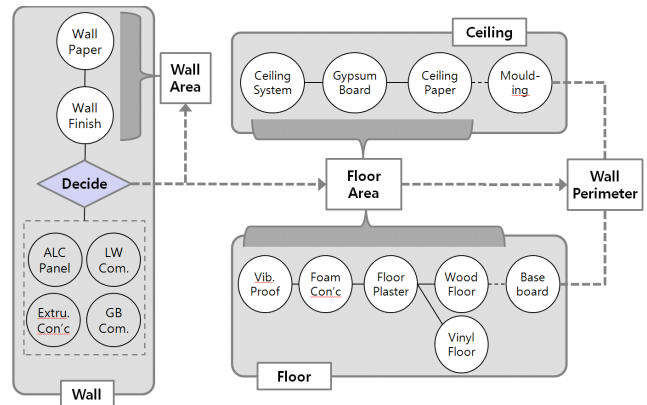 Wall
Paper
Wall
Finish
Wall
Area
Decide
ALC
Panel
LW
Com.
Extru.
Con'c
GB
Com.
Wall
Ceiling
Ceiling
System
Gypsum
Board
Ceiling
Paper
Mould-
ing
Floor
Area
Wall
Perimeter
Vib.
Proof
Foam
Con'c
Floor
Plaster
Wood
Floor
Base
board
Vinyl
Floor
Floor